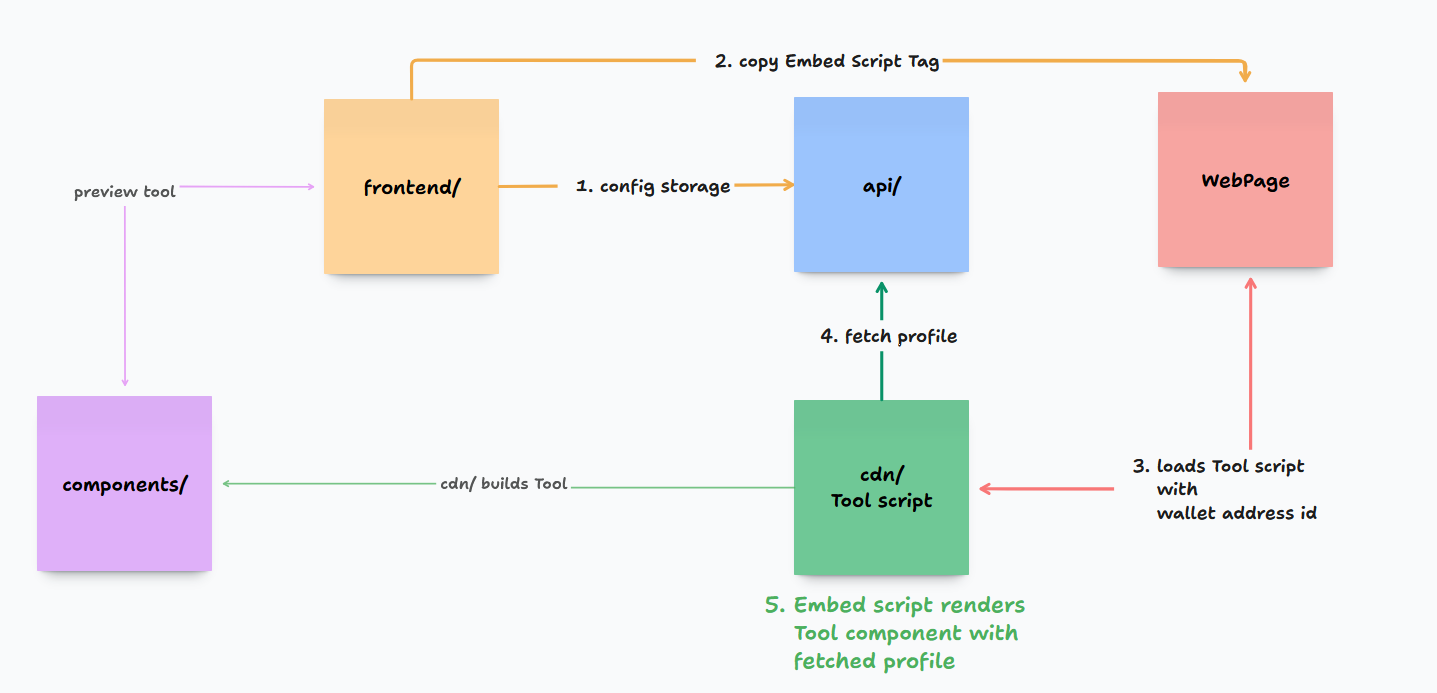 2. copy Embed Script Tag
frontend/
1. config storage
api/
WebPage
preview tool
4. fetch profile
components/
cdn/ builds Tool
cdn/
Tool script
3. loads Tool script
with
wallet address id
5. Embed script renders
Tool component with
fetched profile